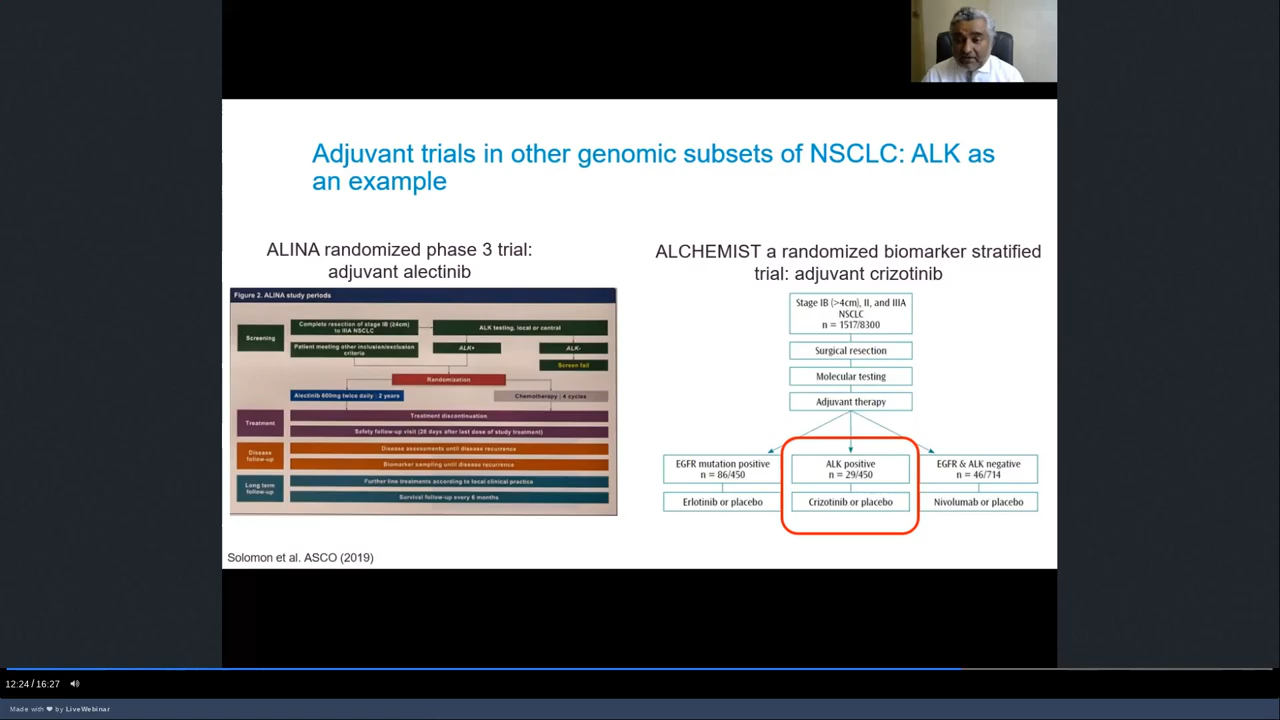 Adjuvant trials in other genomic subsets of NSCLC: ALK as
an example
ALINA randomized phase 3 trial:
adjuvant alectinib
Figure 2. ALINA study periods
Screening
Complete resection of stage IB (≥4cm)
to IIIA NSCLC
ALK testing, local or central
Patient meeting other inclusion/exclusion
criteria
ALK+
ALK-
Screen fail
Randomization
Alectinib 600mg twice daily : 2 years
Chemotherapy : 4 cycles
Treatment
Treatment discontinuation
Safety follow-up visit (28 days after last dose of study treatment)
Disease
follow-up
Disease assessments until disease recurrence
Biomarker sampling until disease recurrence
Long term
follow-up
Further line treatments according to local clinical practice
Survival follow-up every 6 months
Solomon et al. ASCO (2019)
ALCHEMIST a randomized biomarker stratified
trial: adjuvant crizotinib
Stage IB (>4cm), II, and IIIA
NSCLC
n = 1517/8300
Surgical resection
Molecular testing
Adjuvant therapy
EGFR mutation positive
n = 86/450
Erlotinib or placebo
ALK positive
n = 29/450
Crizotinib or placebo
EGFR & ALK negative
n = 46/714
Nivolumab or placebo
12:24 / 16:27
Made with ❤ by LiveWebinar